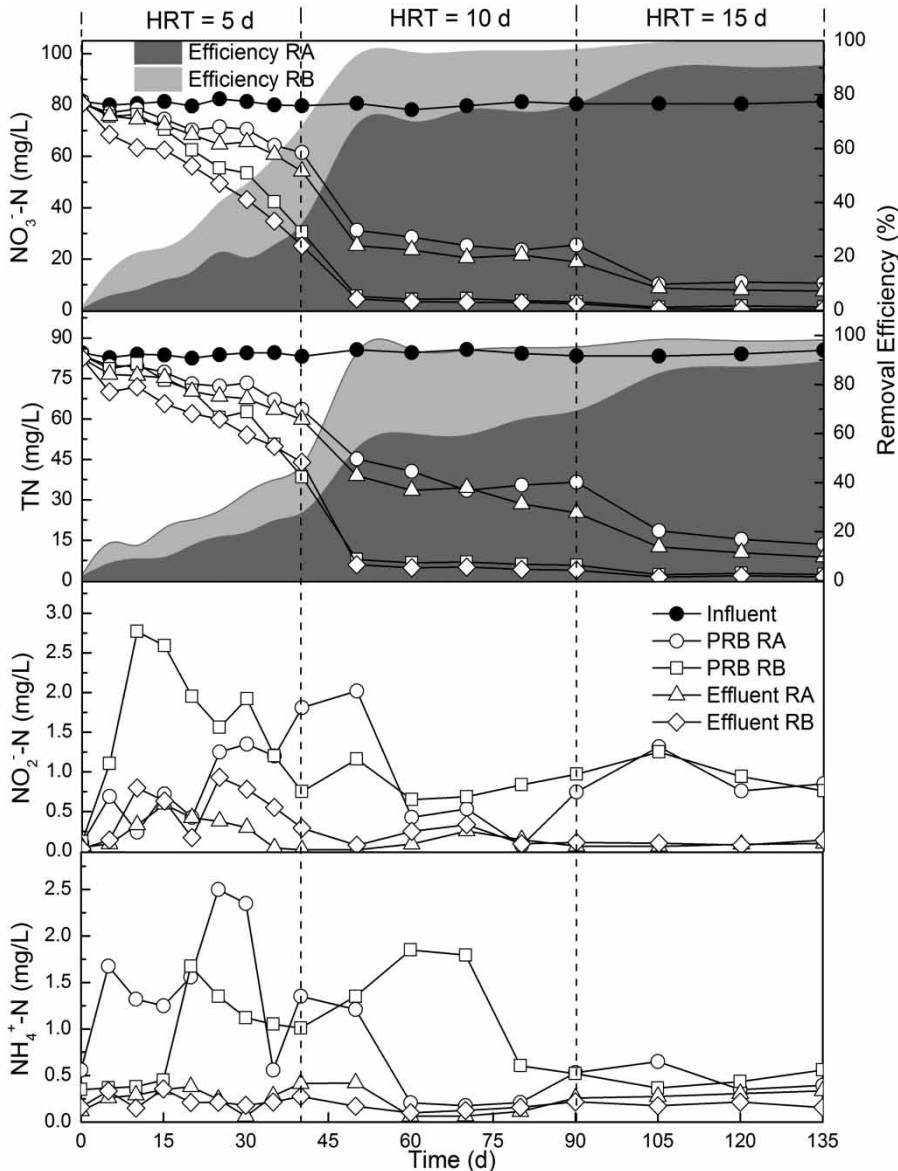 HRT = 5 d HRT = 10 d HRT = 15 d
Efficiency RA
Efficiency RB
NO₃⁻-N (mg/L)
100
80
60
40
20
0
100
80
60
40
20
0
TN (mg/L)
90
75
60
45
30
15
0
100
80
60
40
20
0
Removal Efficiency (%)
NO₂⁻-N (mg/L)
3.0
2.5
2.0
1.5
1.0
0.5
0.0
Influent
PRB RA
PRB RB
Effluent RA
Effluent RB
NH₄⁺-N (mg/L)
2.5
2.0
1.5
1.0
0.5
0.0
0 15 30 45 60 75 90 105 120 135
Time (d)